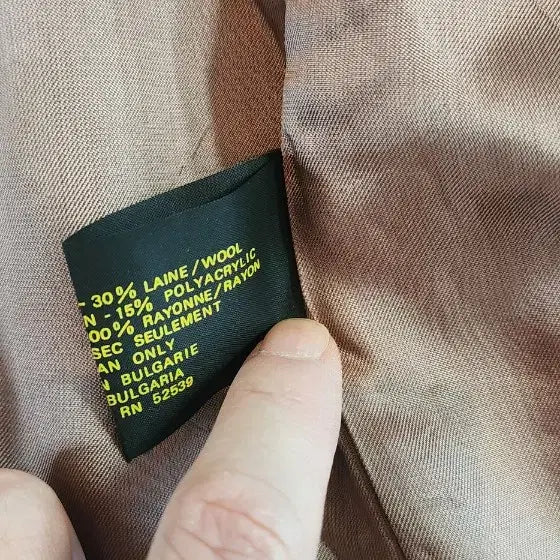 - 30% LAINE/WOOL
N - 15% POLYACRYLIC
00% RAYONNE/RAYON
SEC SEULEMENT
AN ONLY
N BULGARIE
BULGARIA
RN 52539